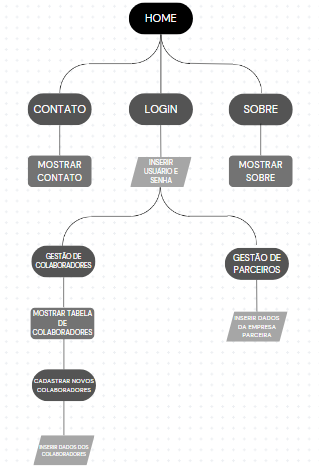 HOME
CONTATO
LOGIN
SOBRE
MOSTRAR
CONTATO
INSERIR
USUÁRIO E
SENHA
MOSTRAR
SOBRE
GESTÃO DE
COLABORADORES
GESTÃO DE
PARCEIROS
MOSTRAR TABELA
DE
COLABORADORES
INSERIR DADOS
DA EMPRESA
PARCEIRA
CADASTRAR NOVOS
COLABORADORES
INSERIR DADOS DOS
COLABORADORES